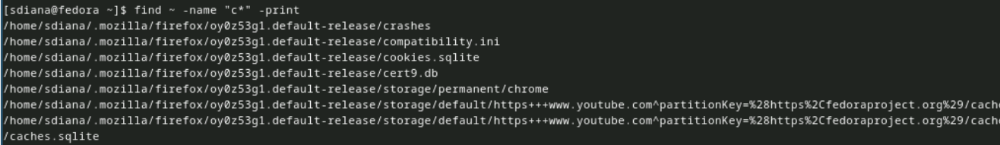 [sdiana@fedora ~]$ find ~ -name "c*" -print
/home/sdiana/.mozilla/firefox/oy0z53g1.default-release/crashes
/home/sdiana/.mozilla/firefox/oy0z53g1.default-release/compatibility.ini
/home/sdiana/.mozilla/firefox/oy0z53g1.default-release/cookies.sqlite
/home/sdiana/.mozilla/firefox/oy0z53g1.default-release/cert9.db
/home/sdiana/.mozilla/firefox/oy0z53g1.default-release/storage/permanent/chrome
/home/sdiana/.mozilla/firefox/oy0z53g1.default-release/storage/default/https+++www.youtube.com^partitionKey=%28https%2Cfedoraproject.org%29/cach
/home/sdiana/.mozilla/firefox/oy0z53g1.default-release/storage/default/https+++www.youtube.com^partitionKey=%28https%2Cfedoraproject.org%29/cach
/caches.sqlite